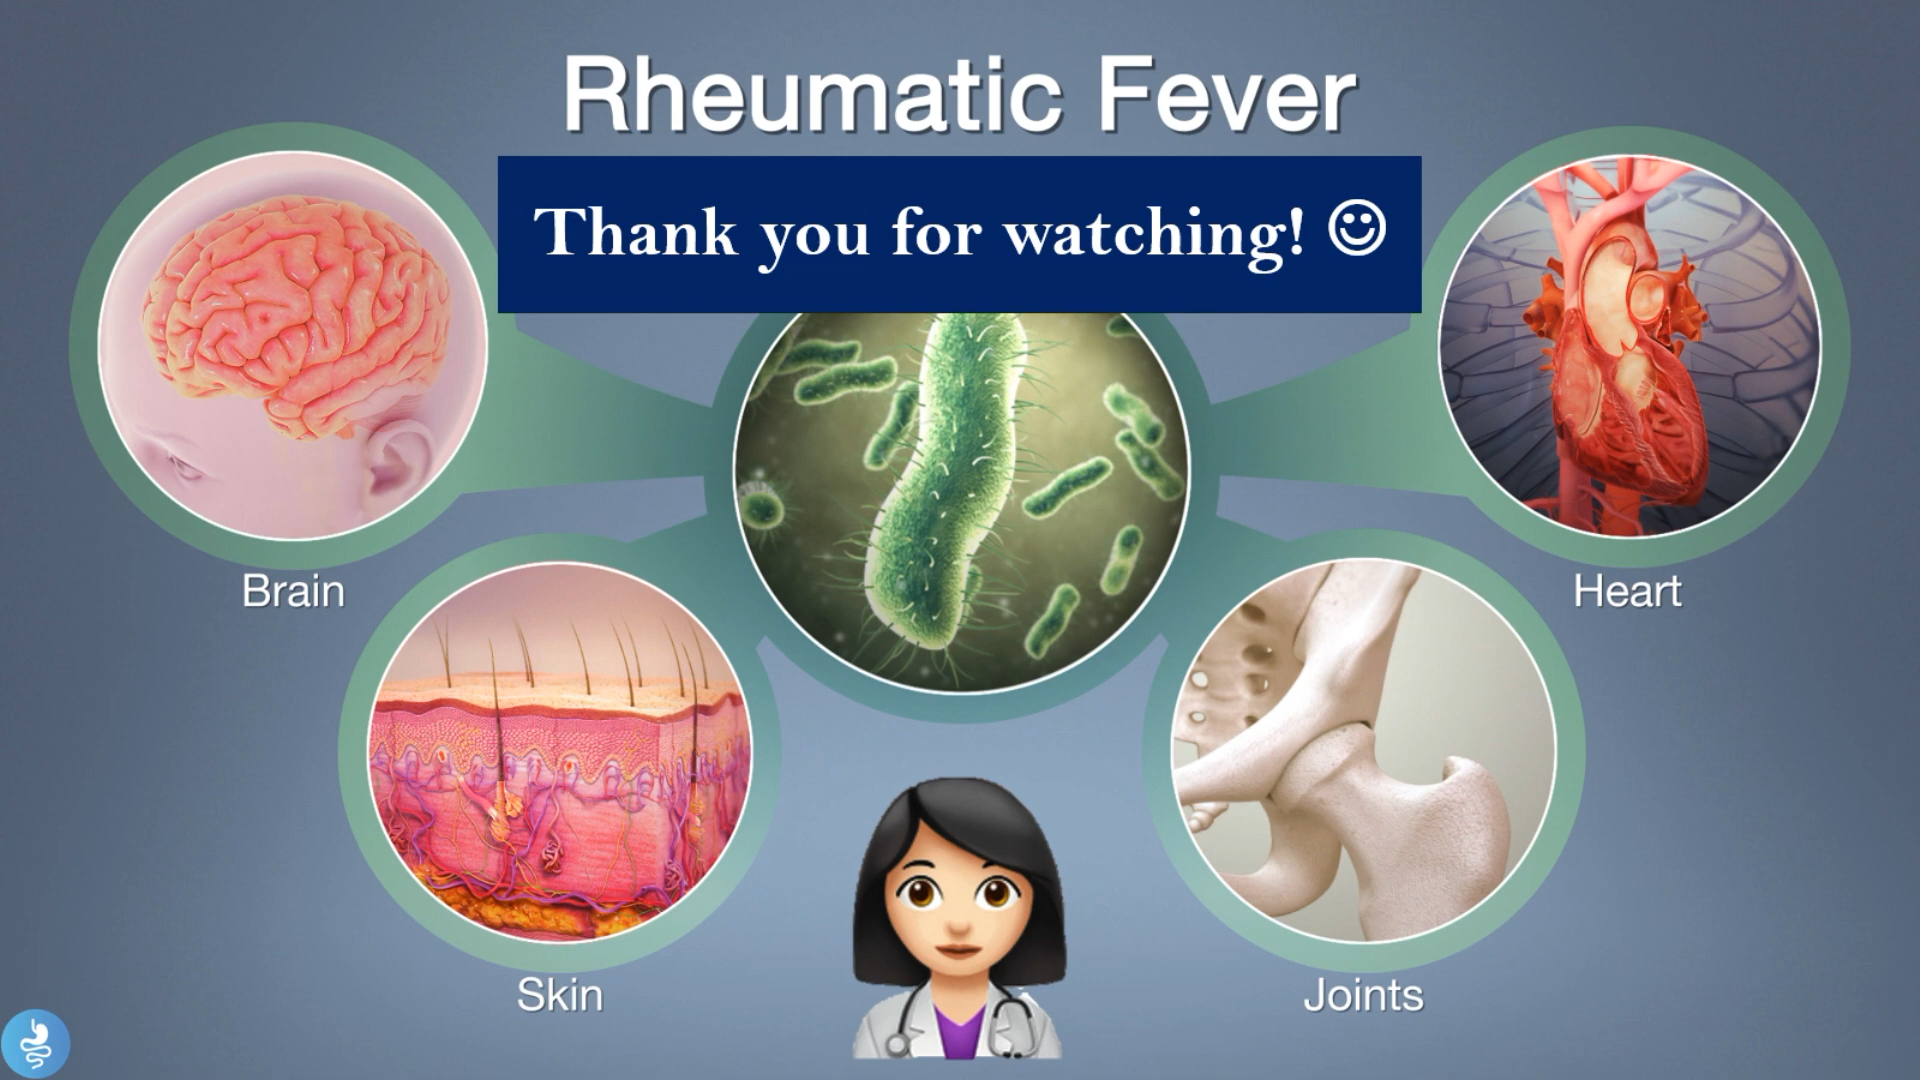 Rheumatic Fever
Thank you for watching! ☺
Brain
Heart
Skin
Joints